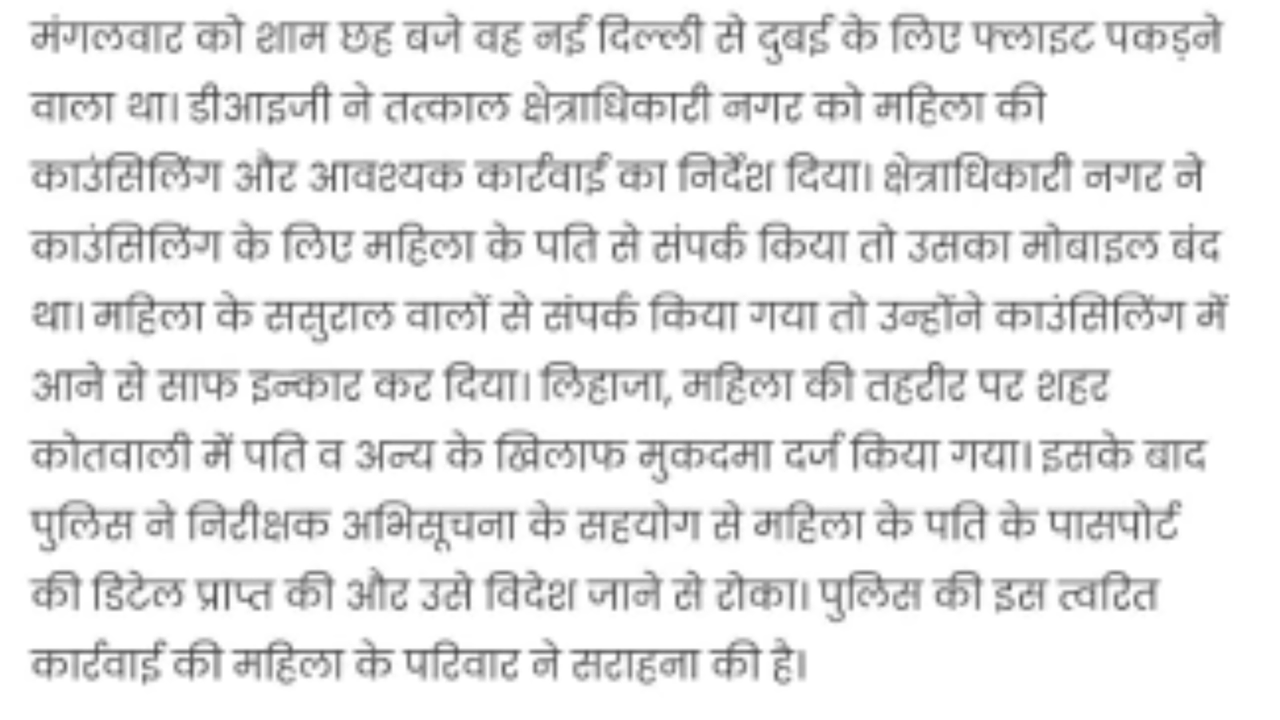 मंगलवार को शाम छह बजे वह नई दिल्ली से दुबई के लिए फ्लाइट पकड़ने
वाला था। डीआइजी ने तत्काल क्षेत्राधिकारी नगर को महिला की
काउंसिलिंग और आवश्यक कार्रवाई का निर्देश दिया। क्षेत्राधिकारी नगर ने
काउंसिलिंग के लिए महिला के पति से संपर्क किया तो उसका मोबाइल बंद
था। महिला के ससुराल वालों से संपर्क किया गया तो उन्होंने काउंसिलिंग में
आने से साफ इन्कार कर दिया। लिहाजा, महिला की तहरीर पर शहर
कोतवाली में पति व अन्य के खिलाफ मुकदमा दर्ज किया गया। इसके बाद
पुलिस ने निरीक्षक अभिसूचना के सहयोग से महिला के पति के पासपोर्ट
की डिटेल प्राप्त की और उसे विदेश जाने से रोका। पुलिस की इस त्वरित
कार्रवाई की महिला के परिवार ने सराहना की है।